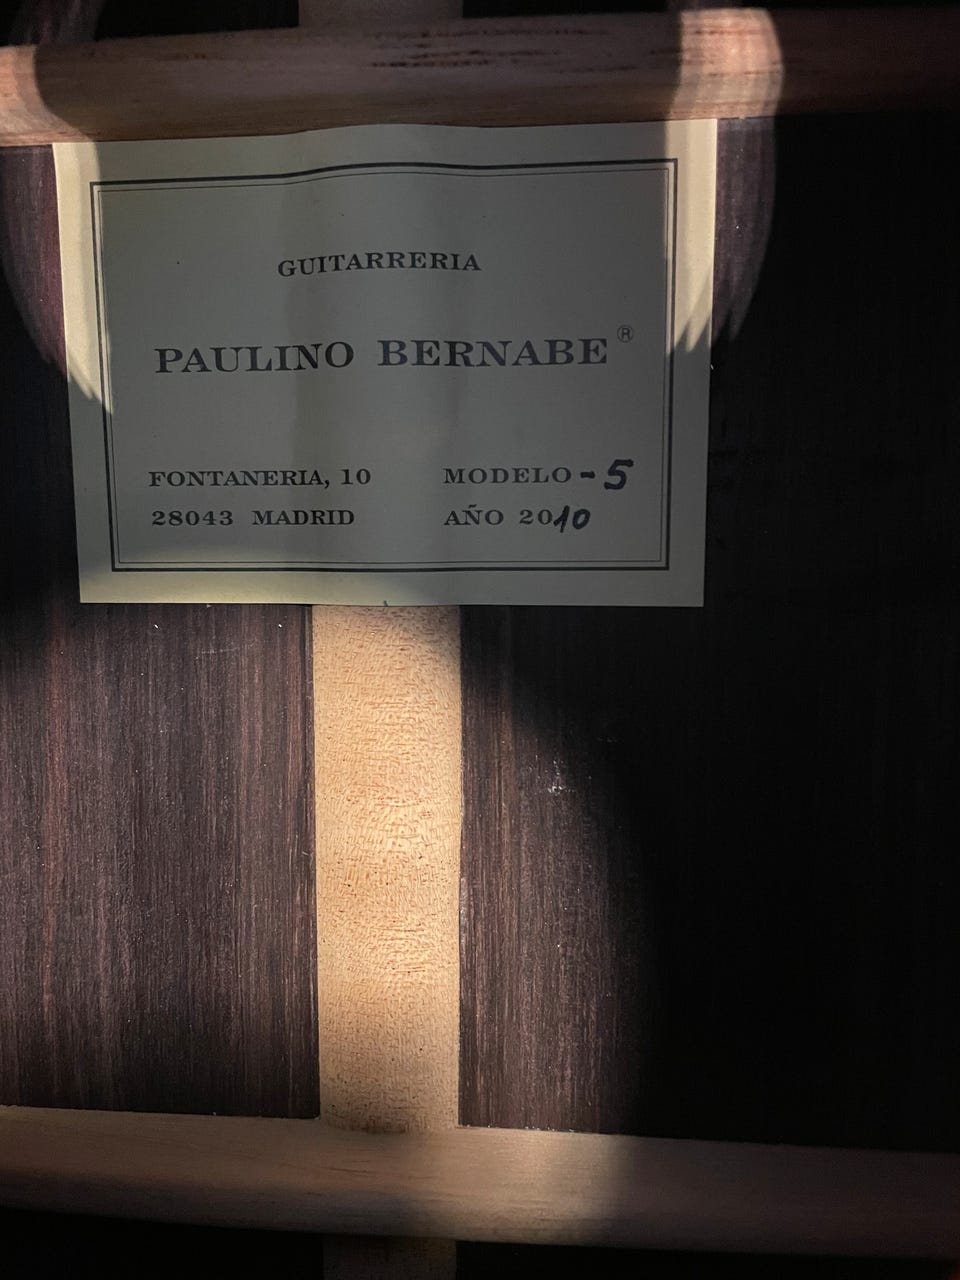 GUITARRERIA
PAULINO BERNABE ®
FONTANERIA, 10
28043 MADRID
MODELO - 5
AÑO 2010